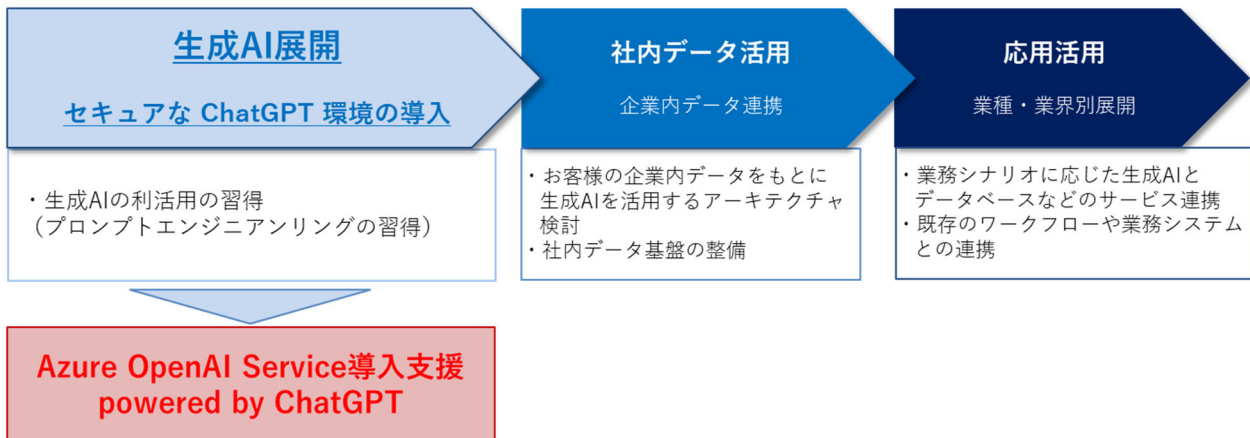 生成AI展開
セキュアな ChatGPT 環境の導入
・生成AIの利活用の習得
（プロンプトエンジニアンリングの習得）
Azure OpenAI Service導入支援
powered by ChatGPT
社内データ活用
企業内データ連携
・お客様の企業内データをもとに
生成AIを活用するアーキテクチャ
検討
・社内データ基盤の整備
応用活用
業種・業界別展開
・業務シナリオに応じた生成AIと
データベースなどのサービス連携
・既存のワークフローや業務システム
との連携